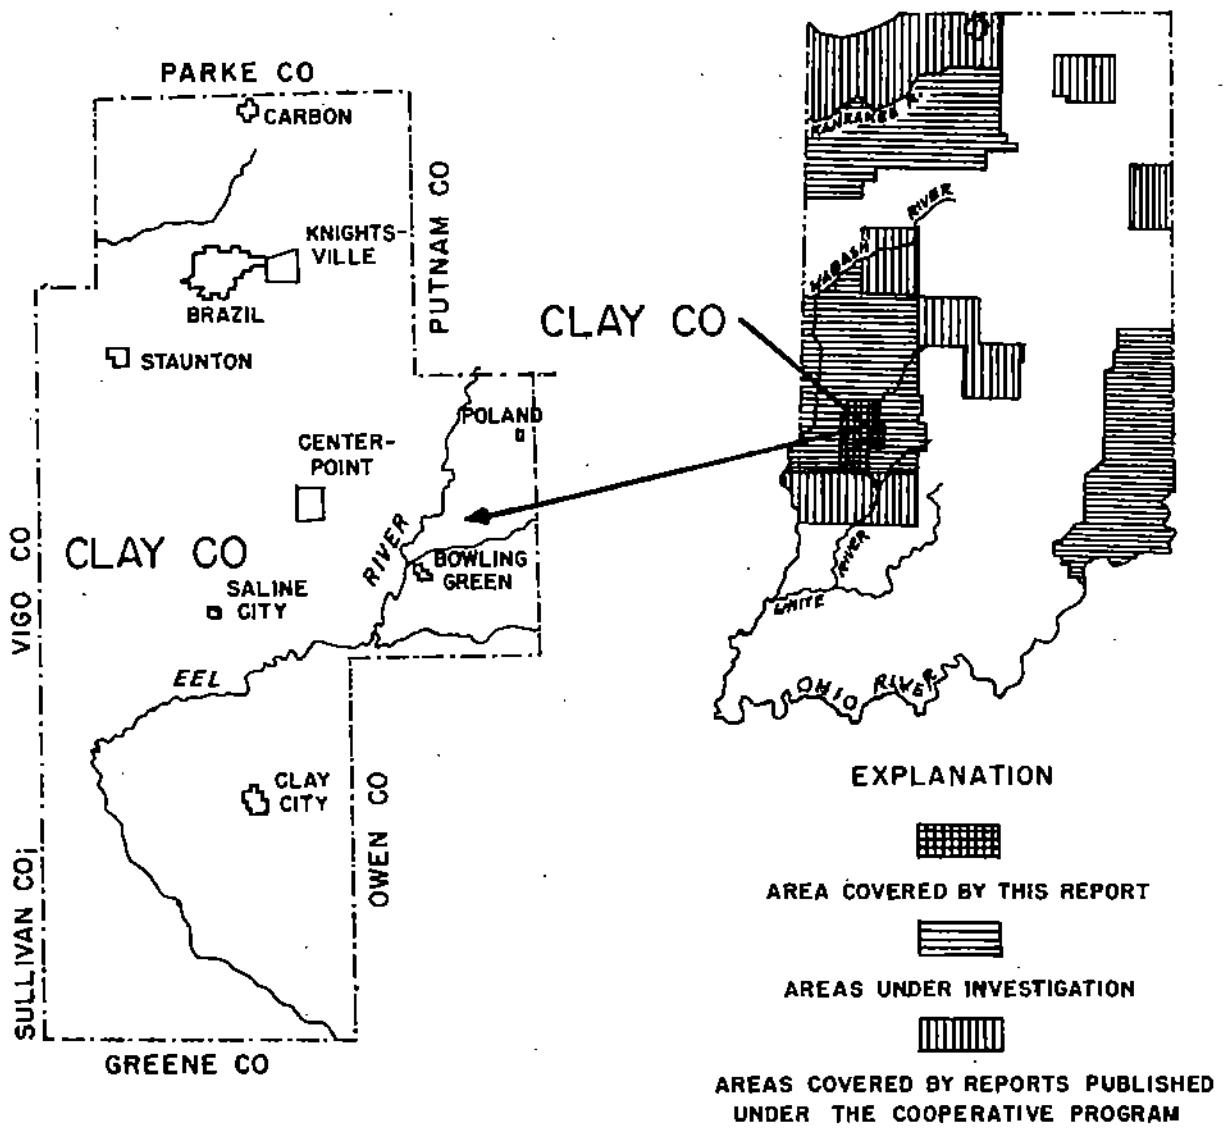 PARKE CO
CARBON
PUTNAM CO
KNIGHTS-
VILLE
BRAZIL
STAUNTON
POLAND
CENTER-
POINT
CLAY CO
VIGO CO
RIVER
BOWLING
GREEN
SALINE
CITY
EEL
CLAY
CITY
OWEN CO
SULLIVAN CO
GREENE CO
CLAY CO
KANKAKEE R.
WABASH
RIVER
WHITE
RIVER
OHIO RIVER
EXPLANATION
AREA COVERED BY THIS REPORT
AREAS UNDER INVESTIGATION
AREAS COVERED BY REPORTS PUBLISHED
UNDER THE COOPERATIVE PROGRAM